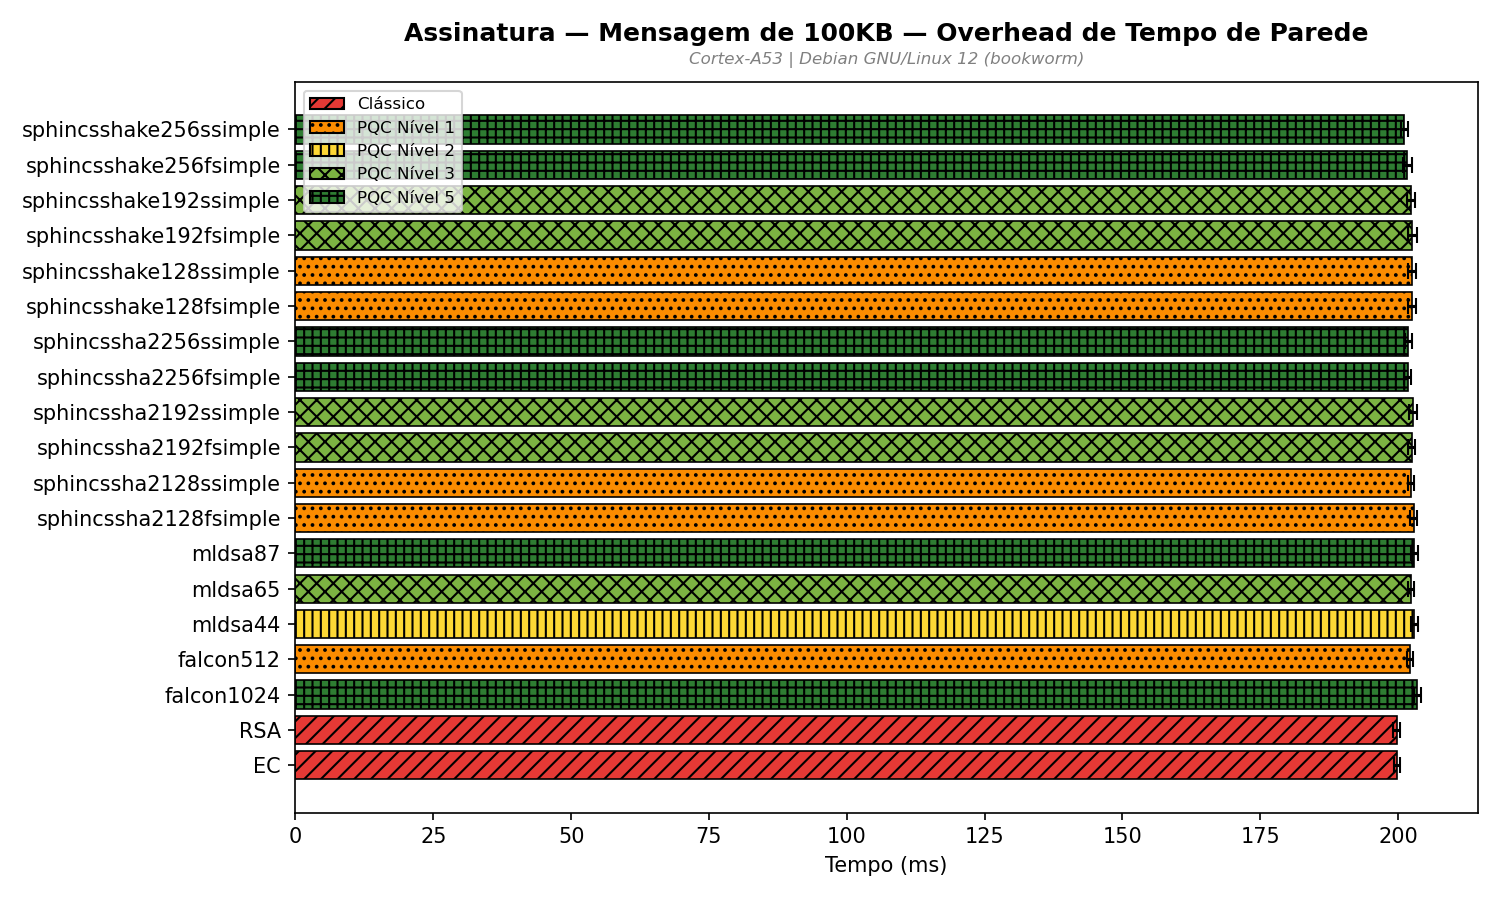 Assinatura — Mensagem de 100KB — Overhead de Tempo de Parede
Cortex-A53 | Debian GNU/Linux 12 (bookworm)
Clássico
PQC Nível 1
PQC Nível 2
PQC Nível 3
PQC Nível 5
sphincsshake256ssimple
sphincsshake256fsimple
sphincsshake192ssimple
sphincsshake192fsimple
sphincsshake128ssimple
sphincsshake128fsimple
sphincssha2256ssimple
sphincssha2256fsimple
sphincssha2192ssimple
sphincssha2192fsimple
sphincssha2128ssimple
sphincssha2128fsimple
mldsa87
mldsa65
mldsa44
falcon512
falcon1024
RSA
EC
0 25 50 75 100 125 150 175 200
Tempo (ms)